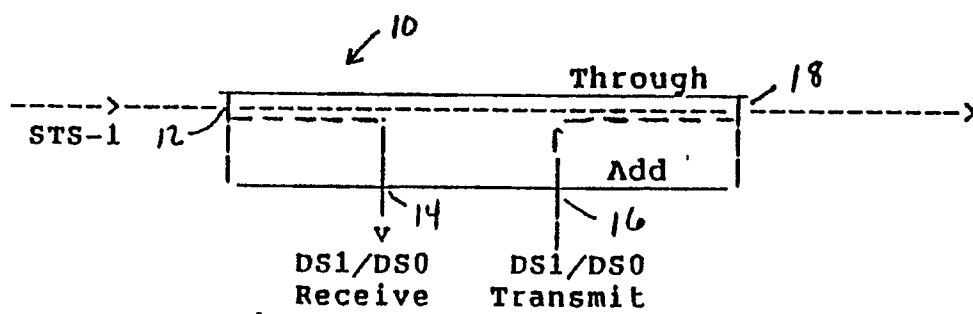 10
Through
18
STS-1
12
Add
14
16
DS1/DS0
Receive
DS1/DS0
Transmit